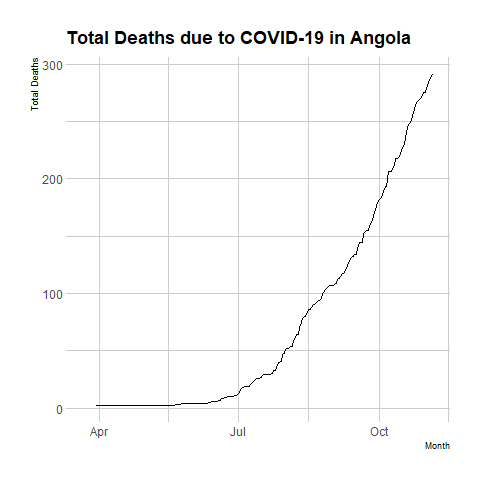 Total Deaths due to COVID-19 in Angola
Total Deaths
300
200
100
0
Apr
Jul
Oct
Month